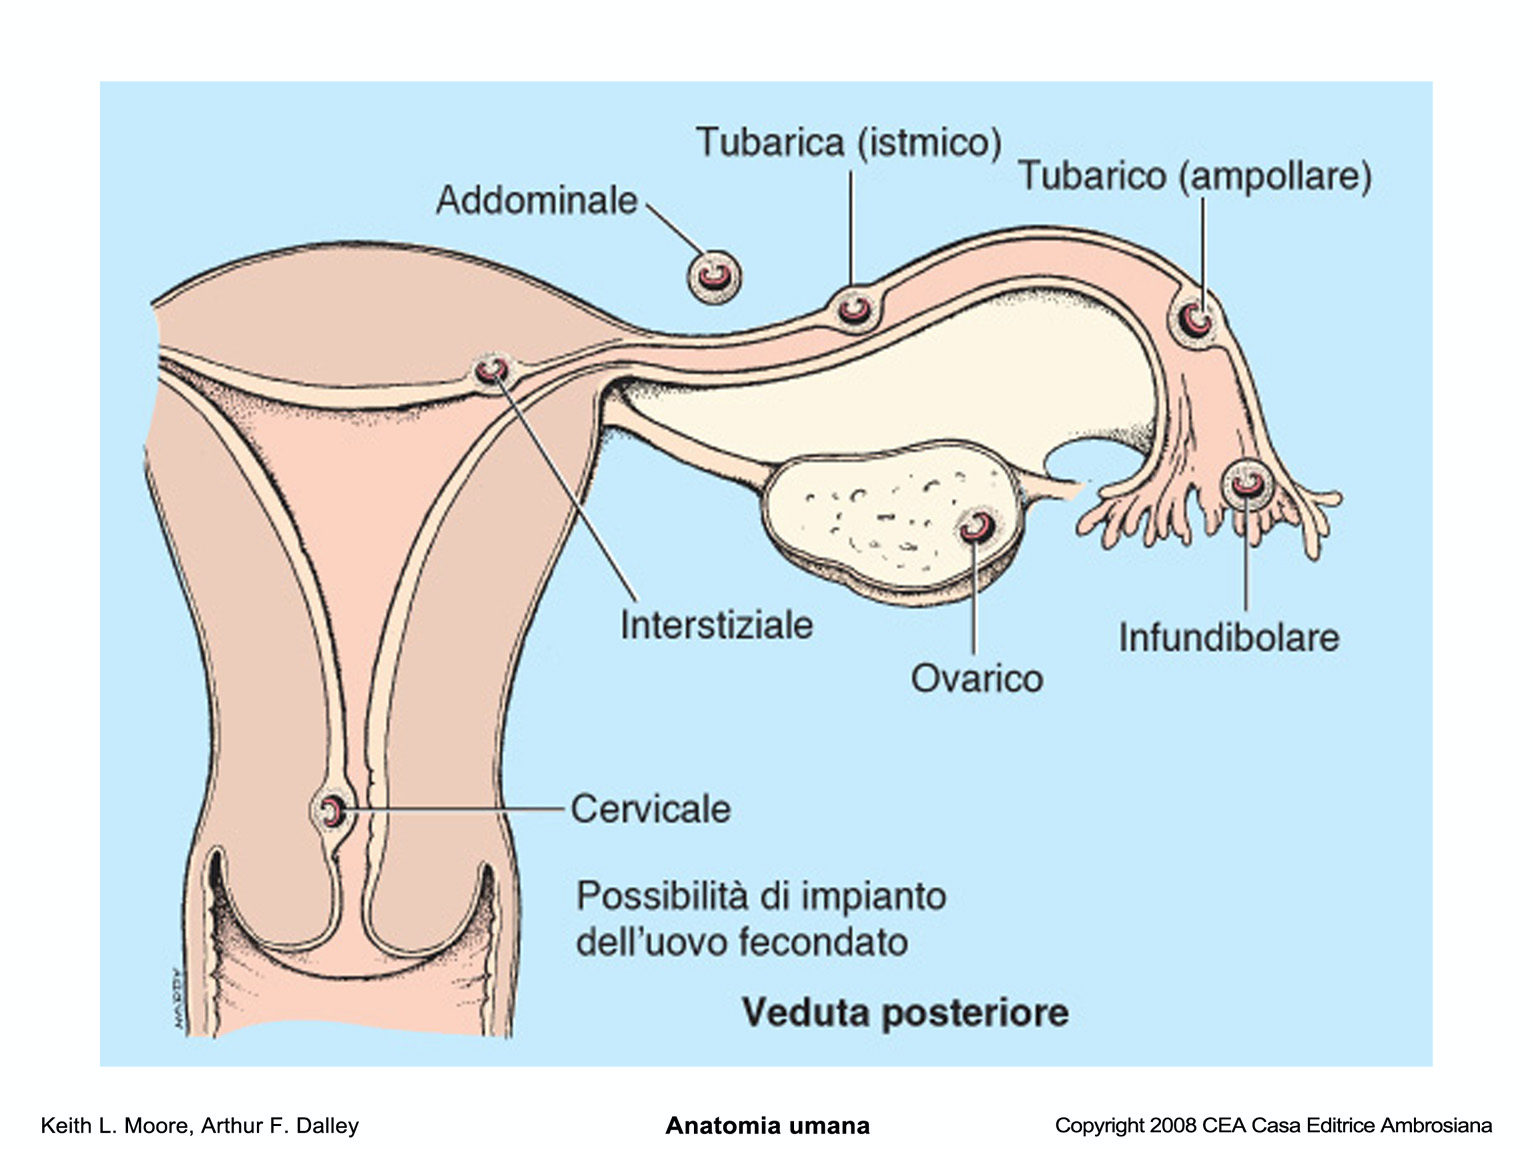 Tubarica (istmico)
Tubarico (ampollare)
Addominale
Interstiziale
Infundibolare
Ovarico
Cervicale
Possibilità di impianto
dell'uovo fecondato
Veduta posteriore
Keith L. Moore, Arthur F. Dalley
Anatomia umana
Copyright 2008 CEA Casa Editrice Ambrosiana